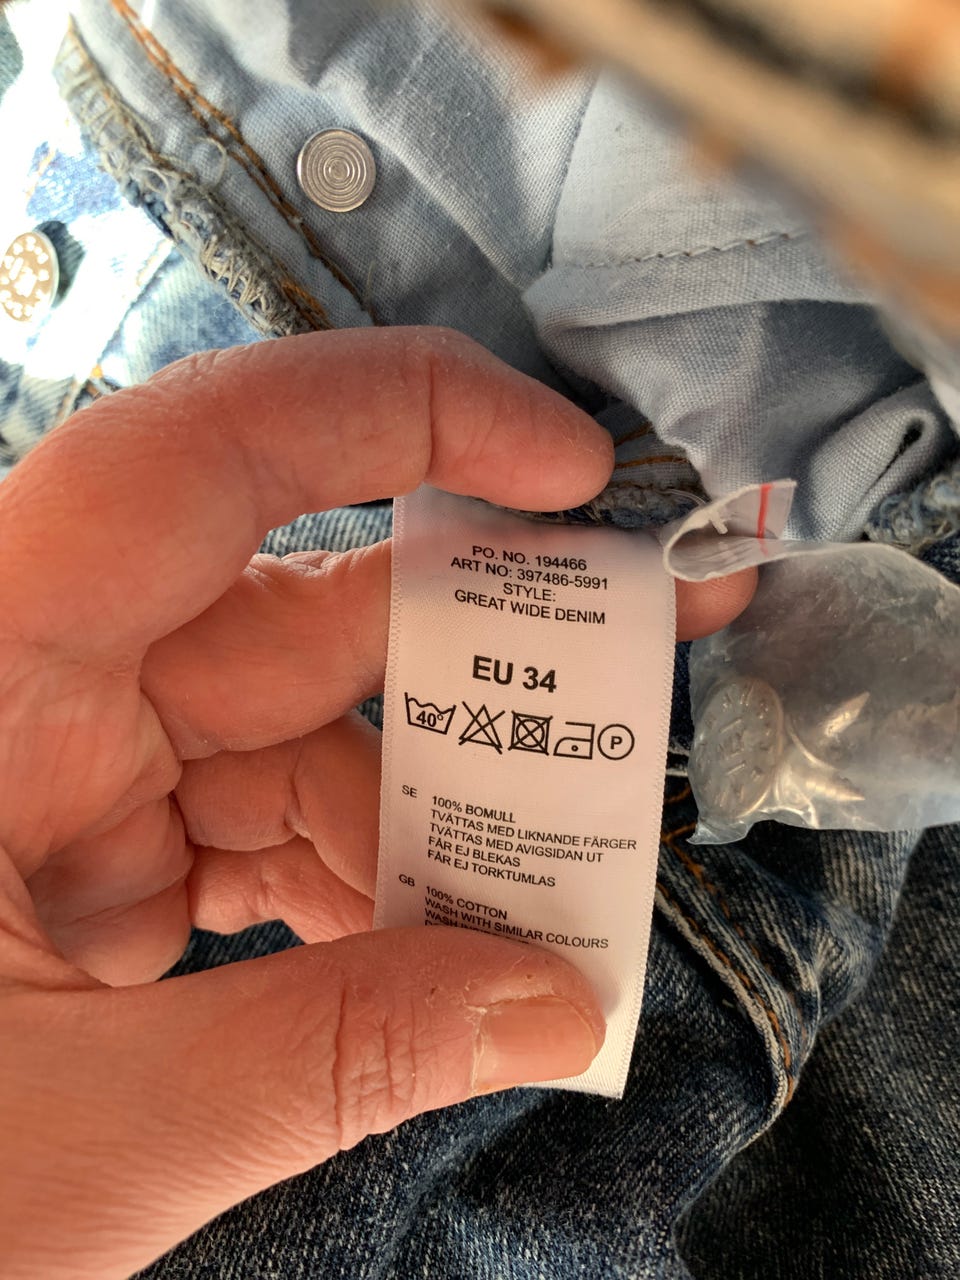 PO. NO. 194466
ART NO: 397486-5991
STYLE:
GREAT WIDE DENIM
EU 34
40°
P
SE 100% BOMULL
TVÄTTAS MED LIKNANDE FÄRGER
TVÄTTAS MED AVIGSIDAN UT
FÅR EJ BLEKAS
FÅR EJ TORKTUMLAS
GB 100% COTTON
WASH WITH SIMILAR COLOURS
WASH